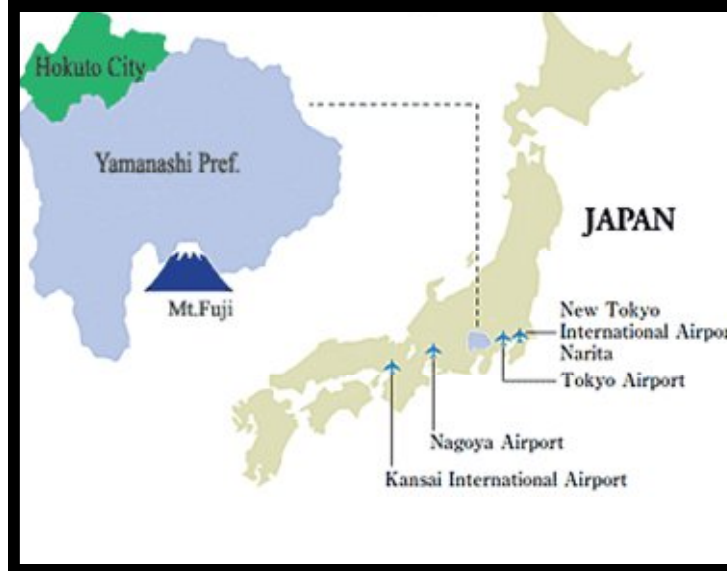 Hokuto City
Yamanashi Pref.
Mt.Fuji
JAPAN
New Tokyo
International Airpor
Narita
Tokyo Airport
Nagoya Airport
Kansai International Airport